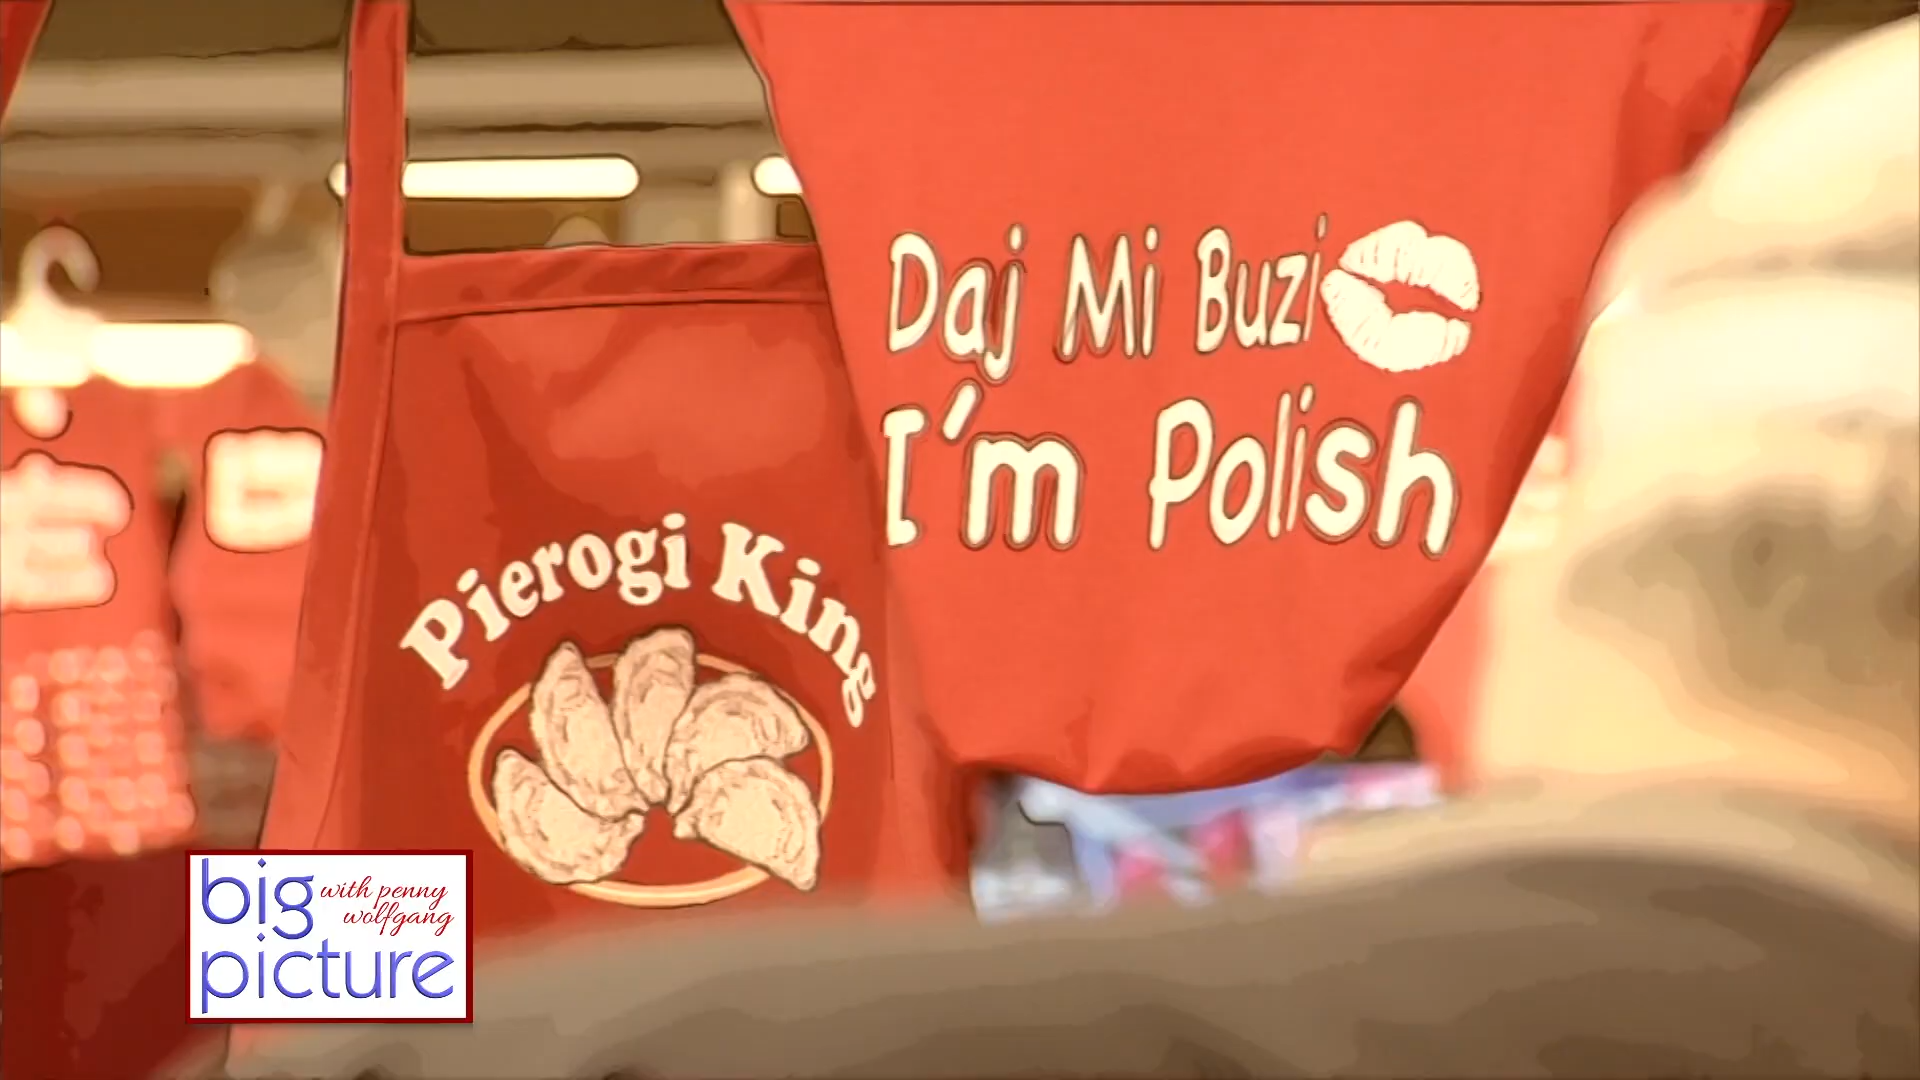 Daj Mi Buzi
I'm Polish
Pierogi King
big with penny
wolfgang
picture